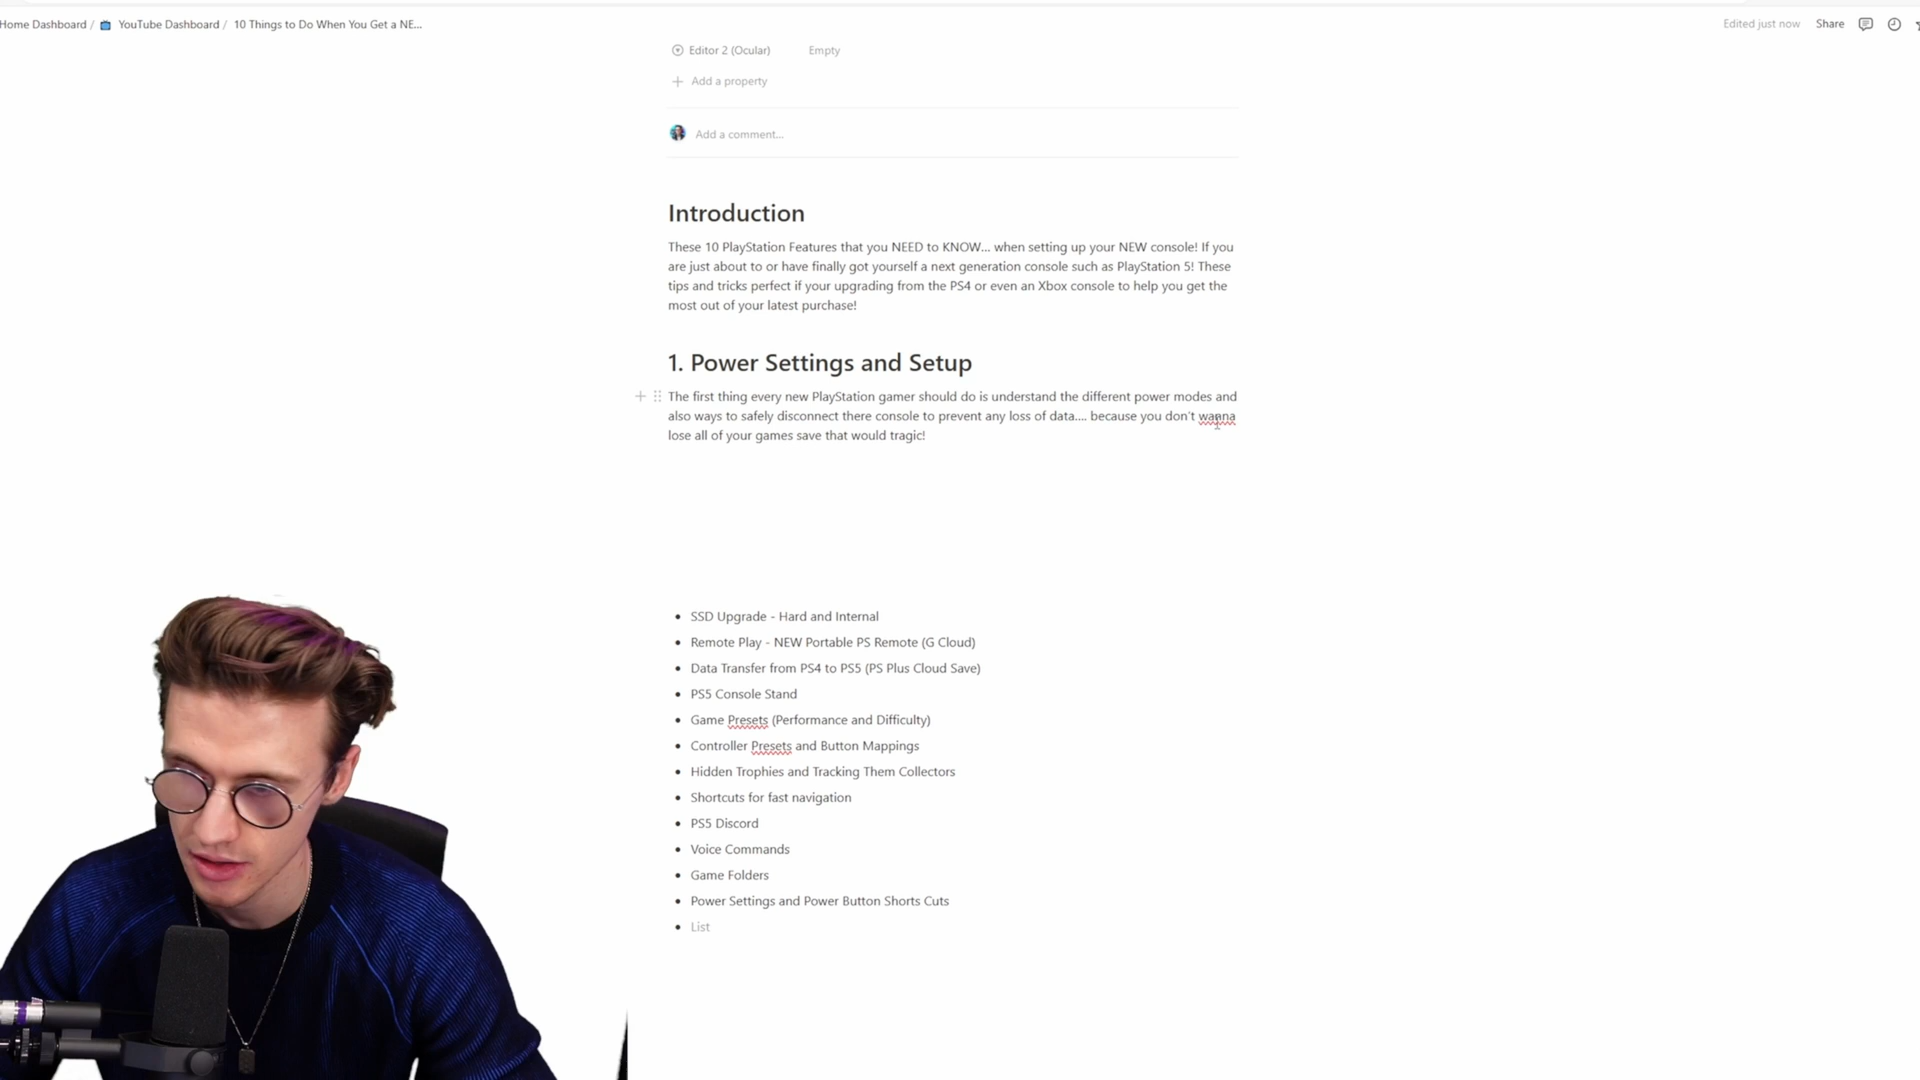 Home Dashboard / YouTube Dashboard / 10 Things to Do When You Get a NE...
Edited just now Share
Editor 2 (Ocular) Empty
Add a property
Add a comment...
Introduction
These 10 PlayStation Features that you NEED to KNOW... when setting up your NEW console! If you
are just about to or have finally got yourself a next generation console such as PlayStation 5! These
tips and tricks perfect if your upgrading from the PS4 or even an Xbox console to help you get the
most out of your latest purchase!
1. Power Settings and Setup
The first thing every new PlayStation gamer should do is understand the different power modes and
also ways to safely disconnect there console to prevent any loss of data.... because you don't wanna
lose all of your games save that would tragic!
• SSD Upgrade - Hard and Internal
• Remote Play - NEW Portable PS Remote (G Cloud)
• Data Transfer from PS4 to PS5 (PS Plus Cloud Save)
• PS5 Console Stand
• Game Presets (Performance and Difficulty)
• Controller Presets and Button Mappings
• Hidden Trophies and Tracking Them Collectors
• Shortcuts for fast navigation
• PS5 Discord
• Voice Commands
• Game Folders
• Power Settings and Power Button Shorts Cuts
• List